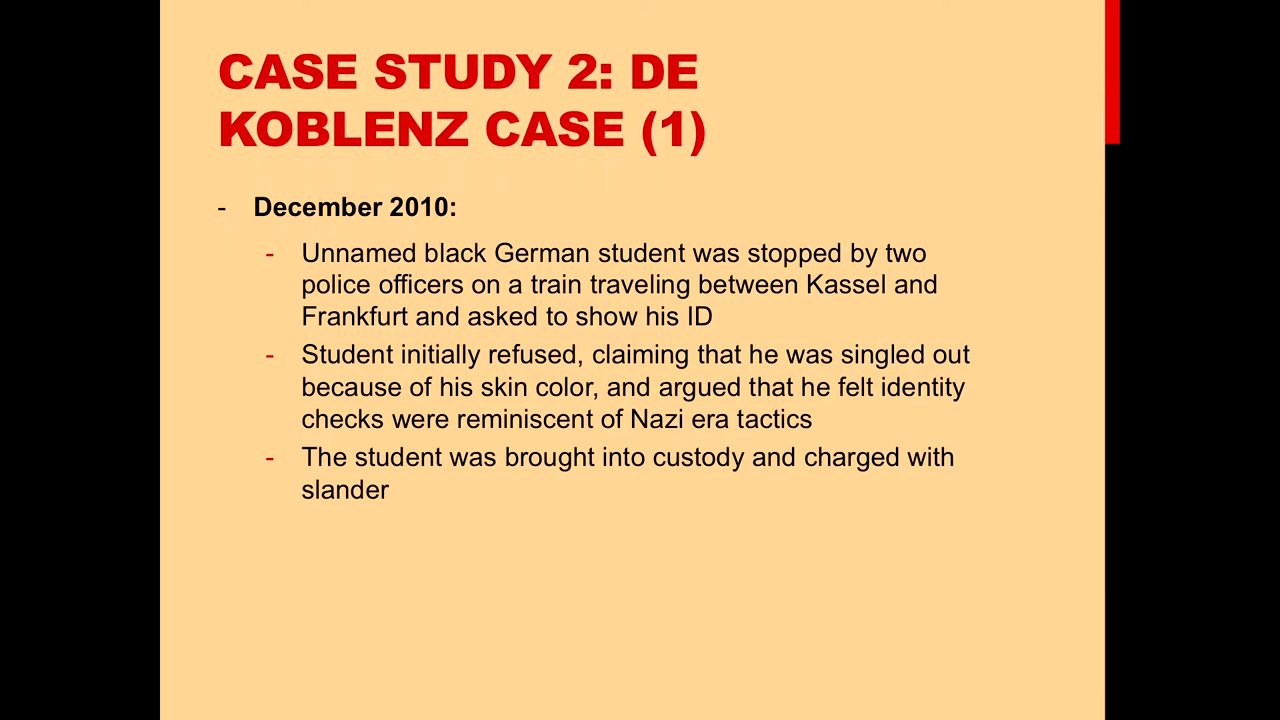 CASE STUDY 2: DE
KOBLENZ CASE (1)
- December 2010:
- Unnamed black German student was stopped by two
police officers on a train traveling between Kassel and
Frankfurt and asked to show his ID
- Student initially refused, claiming that he was singled out
because of his skin color, and argued that he felt identity
checks were reminiscent of Nazi era tactics
- The student was brought into custody and charged with
slander